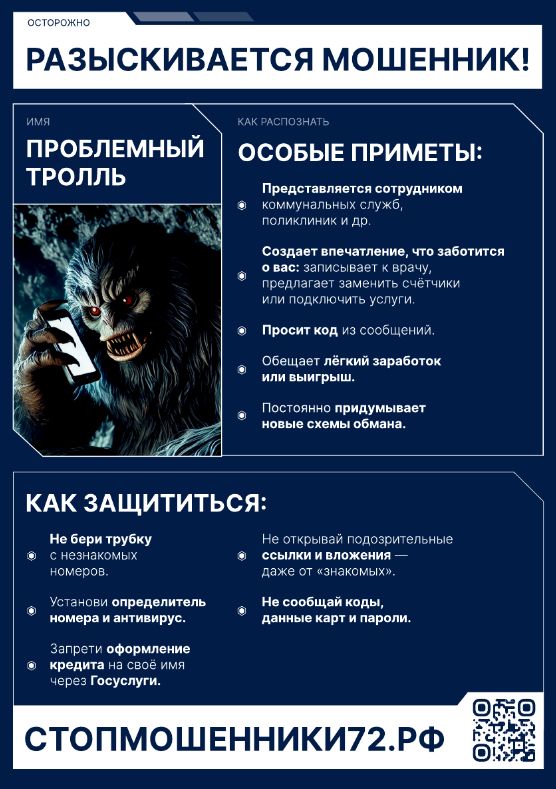 ОСТОРОЖНО
РАЗЫСКИВАЕТСЯ МОШЕННИК!
ИМЯ
ПРОБЛЕМНЫЙ
ТРОЛЛЬ
КАК РАСПОЗНАТЬ
ОСОБЫЕ ПРИМЕТЫ:
Представляется сотрудником
коммунальных служб,
поликлиник и др.
Создает впечатление, что заботится
о вас: записывает к врачу,
предлагает заменить счётчики
или подключить услуги.
Просит код из сообщений.
Обещает лёгкий заработок
или выигрыш.
Постоянно придумывает
новые схемы обмана.
КАК ЗАЩИТИТЬСЯ:
Не бери трубку
с незнакомых
номеров.
Установи определитель
номера и антивирус.
Запрети оформление
кредита на своё имя
через Госуслуги.
Не открывай подозрительные
ссылки и вложения —
даже от «знакомых».
Не сообщай коды,
данные карт и пароли.
СТОПМОШЕННИКИ72.РФ